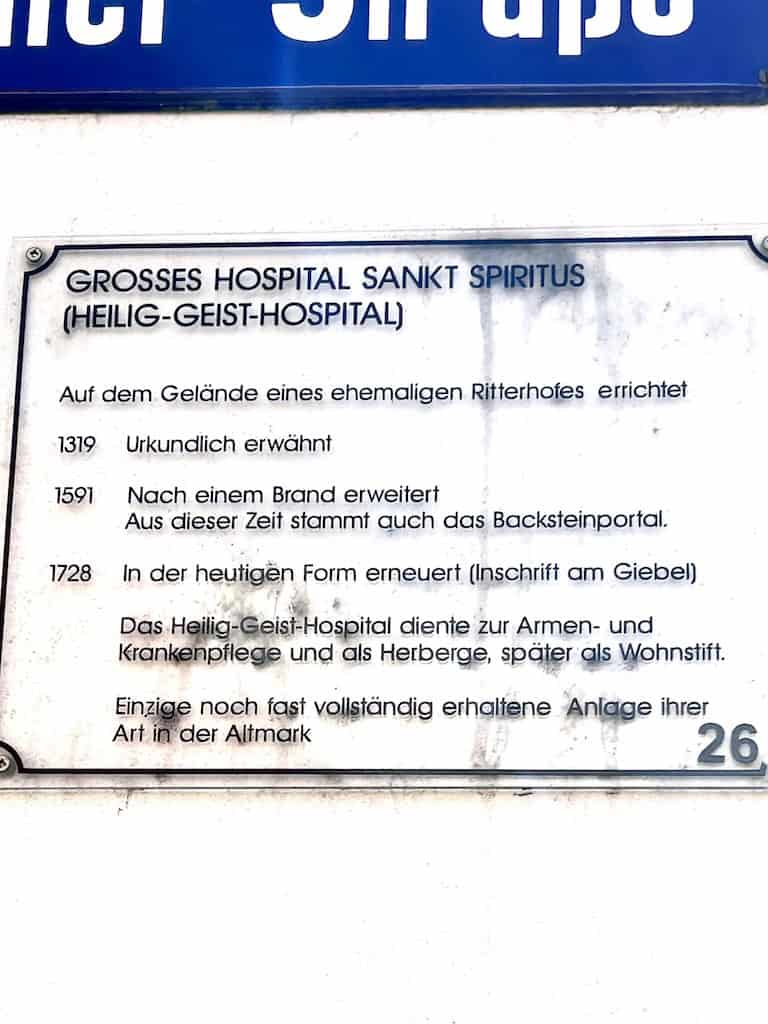 GROSSES HOSPITAL SANKT SPIRITUS
(HEILIG-GEIST-HOSPITAL)
Auf dem Gelände eines ehemaligen Ritterhofes errichtet
1319 Urkundlich erwähnt
1591 Nach einem Brand erweitert
Aus dieser Zeit stammt auch das Backsteinportal.
1728 In der heutigen Form erneuert (Inschrift am Giebel)
Das Heilig-Geist-Hospital diente zur Armen- und
Krankenpflege und als Herberge, später als Wohnstift.
Einzige noch fast vollständig erhaltene Anlage ihrer
Art in der Altmark
26